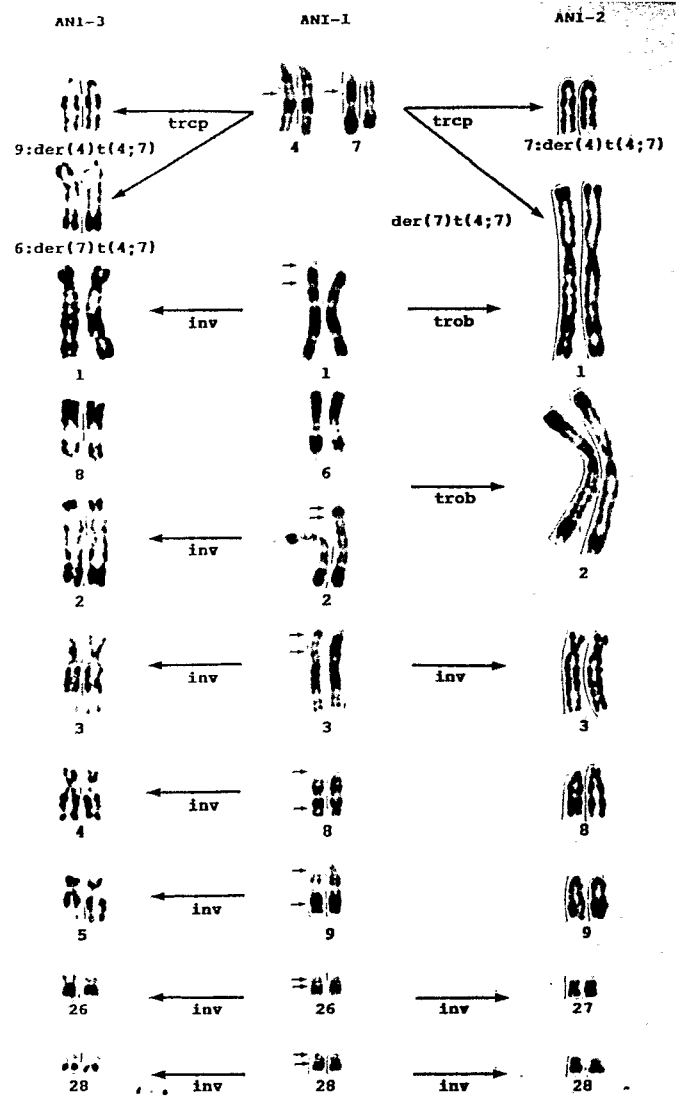 ANI-3 ANI-1 ANI-2
trcp trcp
4 7
9:der(4)t(4;7) 7:der(4)t(4;7)
der(7)t(4;7)
6:der(7)t(4;7)
inv trob
1 1 1
8 6
trob
inv
2 2 2
inv inv
3 3 3
inv
4 8 8
inv
5 9 9
26 inv 26 inv 27
28 inv 28 inv 28